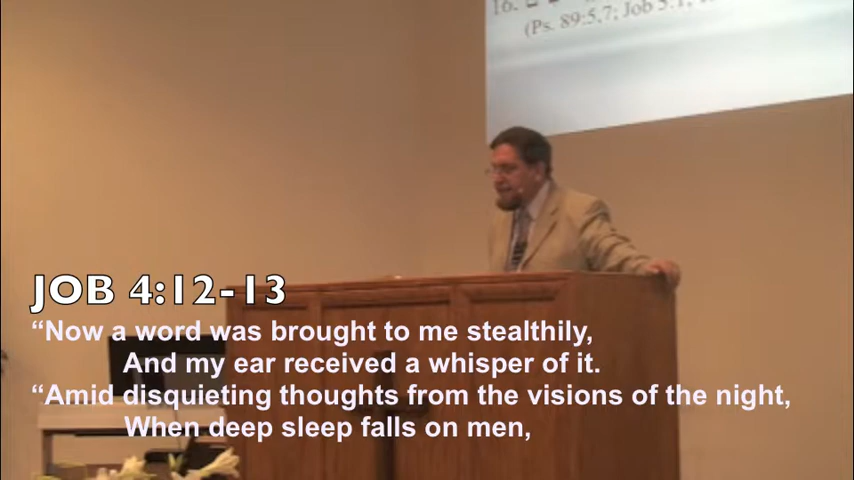 (Ps. 89:5,7; Job 5:1,
JOB 4:12-13
“Now a word was brought to me stealthily,
And my ear received a whisper of it.
“Amid disquieting thoughts from the visions of the night,
When deep sleep falls on men,